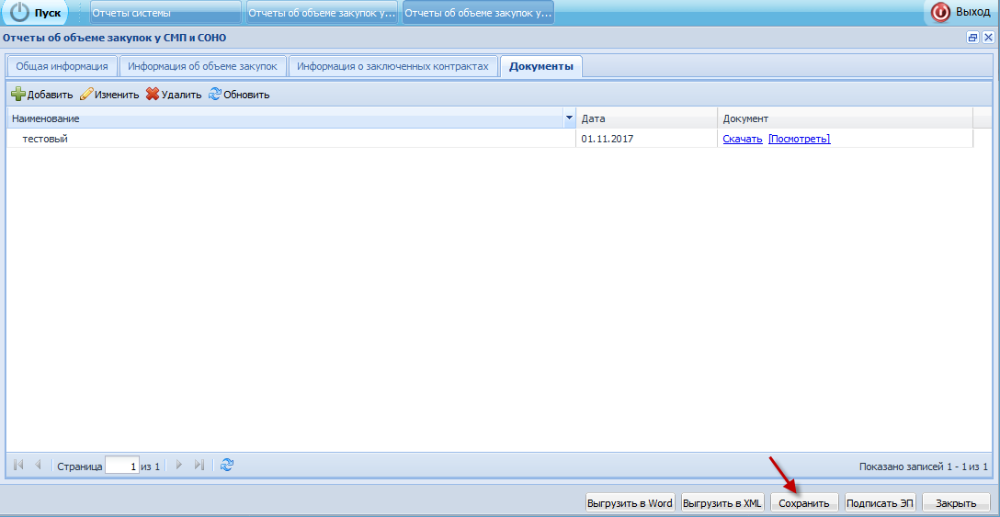 Пуск Отчеты системы Отчеты об объеме закупок у... Отчеты об объеме закупок у... Выход
Отчеты об объеме закупок у СМП и СОНО
Общая информация Информация об объеме закупок Информация о заключенных контрактах Документы
Добавить Изменить Удалить Обновить
Наименование Дата Документ
тестовый 01.11.2017 Скачать [Посмотреть]
Страница 1 из 1 Показано записей 1 - 1 из 1
Выгрузить в Word Выгрузить в XML Сохранить Подписать ЭП Закрыть